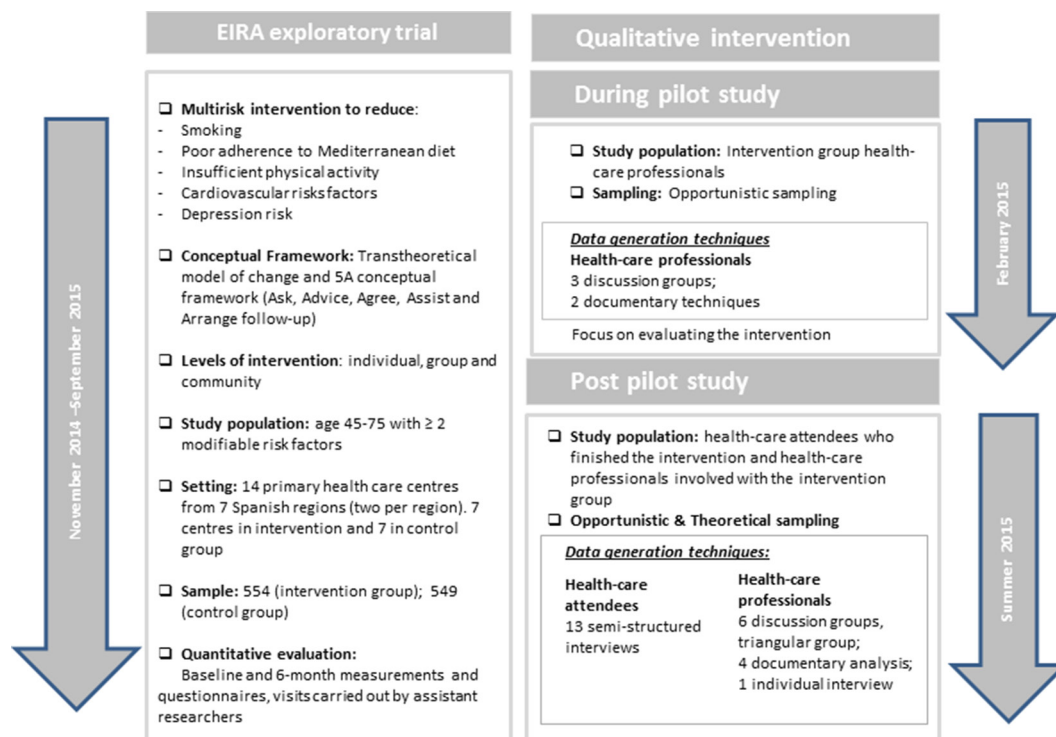 EIRA exploratory trial
November 2014 –September 2015
❑ Multirisk intervention to reduce:
- Smoking
- Poor adherence to Mediterranean diet
- Insufficient physical activity
- Cardiovascular risks factors
- Depression risk
❑ Conceptual Framework: Transtheoretical
model of change and 5A conceptual
framework (Ask, Advice, Agree, Assist and
Arrange follow-up)
❑ Levels of intervention: individual, group and
community
❑ Study population: age 45-75 with ≥ 2
modifiable risk factors
❑ Setting: 14 primary health care centres
from 7 Spanish regions (two per region). 7
centres in intervention and 7 in control
group
❑ Sample: 554 (intervention group); 549
(control group)
❑ Quantitative evaluation:
Baseline and 6-month measurements and
questionnaires, visits carried out by assistant
researchers
Qualitative intervention
During pilot study
❑ Study population: Intervention group health-
care professionals
❑ Sampling: Opportunistic sampling
Data generation techniques
Health-care professionals
3 discussion groups;
2 documentary techniques
Focus on evaluating the intervention
February 2015
Post pilot study
❑ Study population: health-care attendees who
finished the intervention and health-care
professionals involved with the intervention
group
❑ Opportunistic & Theoretical sampling
Data generation techniques:
Health-care
attendees
13 semi-structured
interviews
Health-care
professionals
6 discussion groups,
triangular group;
4 documentary analysis;
1 individual interview
Summer 2015